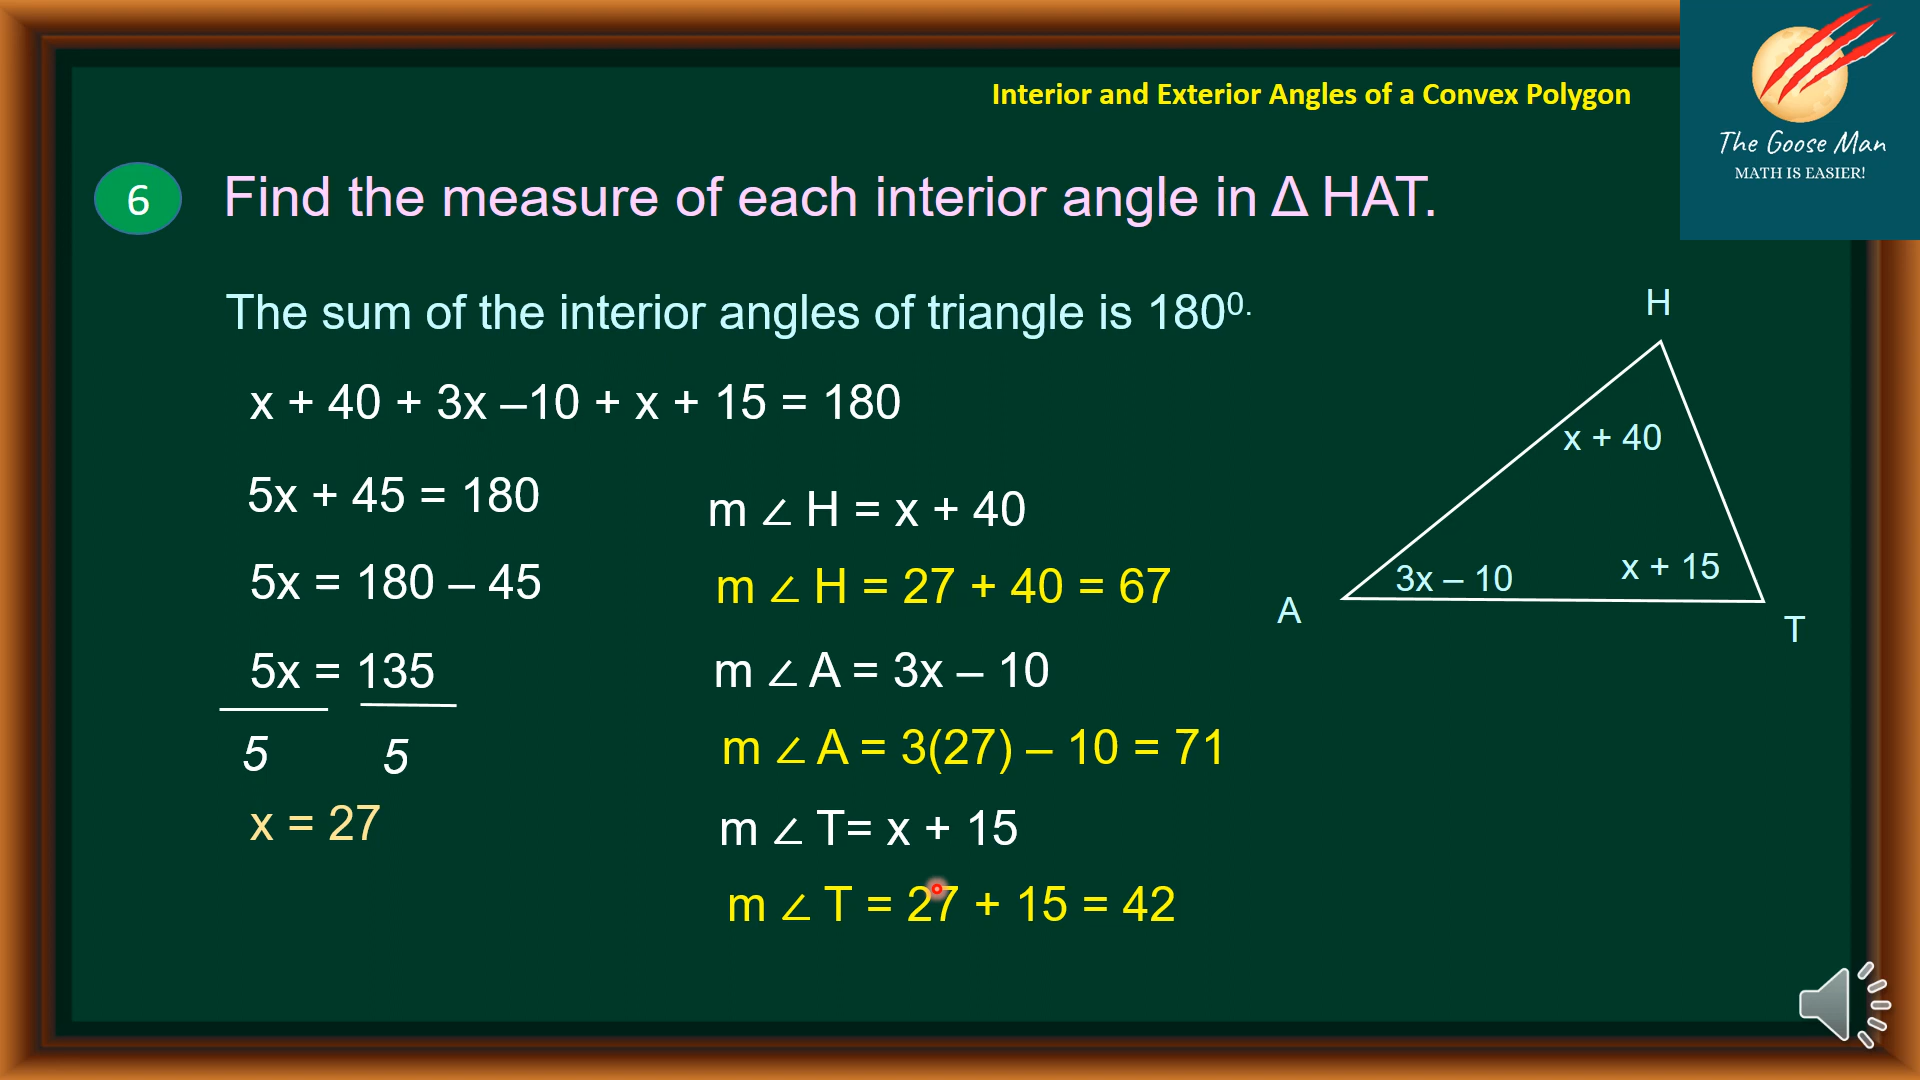 Interior and Exterior Angles of a Convex Polygon
The Goose Man
MATH IS EASIER!
6
Find the measure of each interior angle in Δ HAT.
The sum of the interior angles of triangle is 180⁰.
x + 40 + 3x –10 + x + 15 = 180
5x + 45 = 180
5x = 180 – 45
5x = 135
5 5
x = 27
m ∠ H = x + 40
m ∠ H = 27 + 40 = 67
m ∠ A = 3x – 10
m ∠ A = 3(27) – 10 = 71
m ∠ T= x + 15
m ∠ T = 27 + 15 = 42
H
x + 40
3x – 10
x + 15
A
T